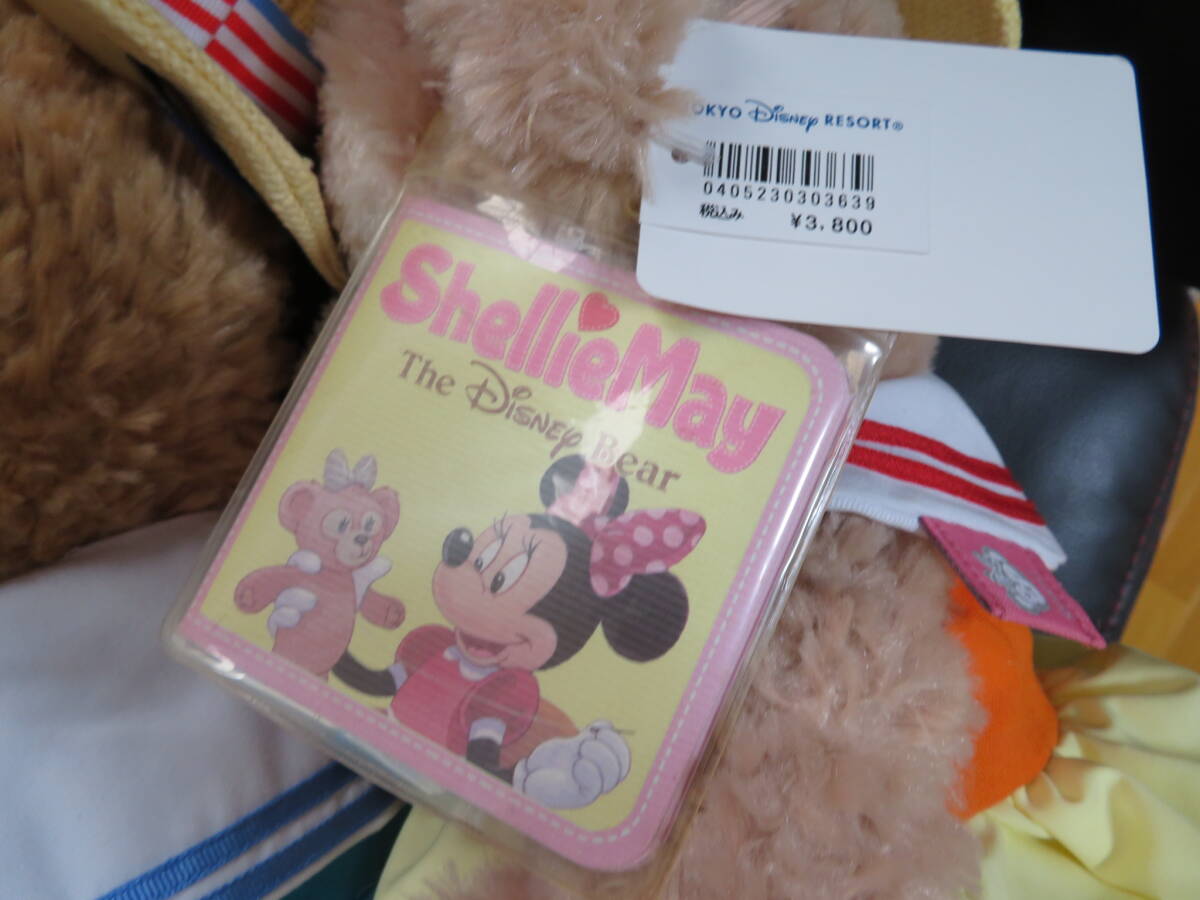 OKYO Disney RESORT®
0405230303639
税込み ¥3,800
ShellieMay
The Disney Bear